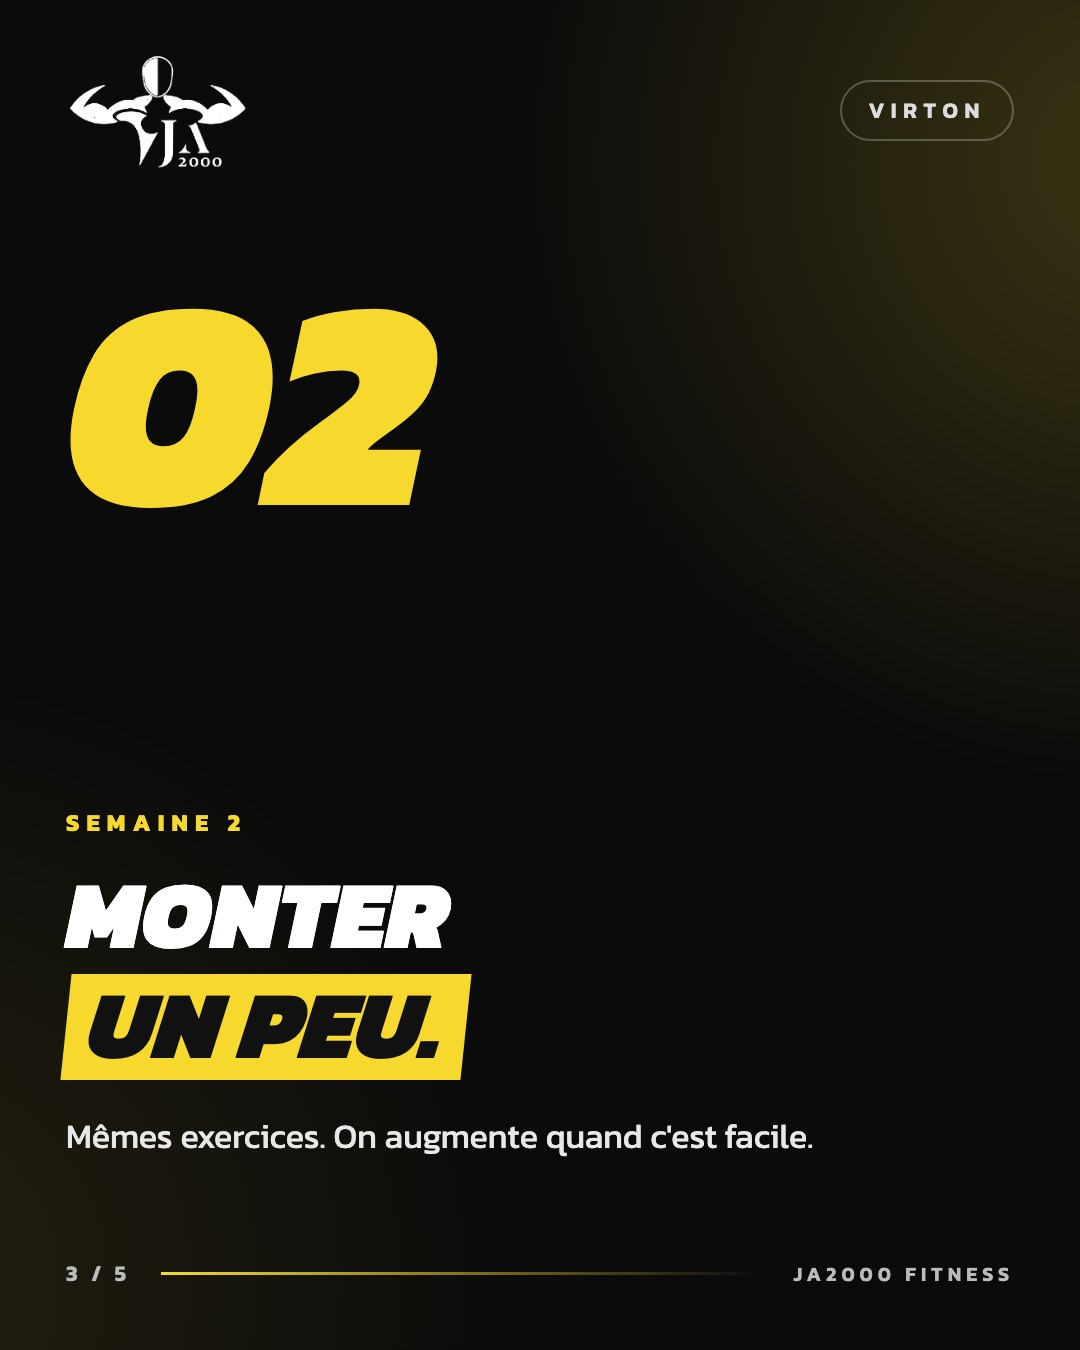 JA
2000
VIRTON
02
SEMAINE 2
MONTER
UN PEU.
Mêmes exercices. On augmente quand c'est facile.
3 / 5
JA2000 FITNESS